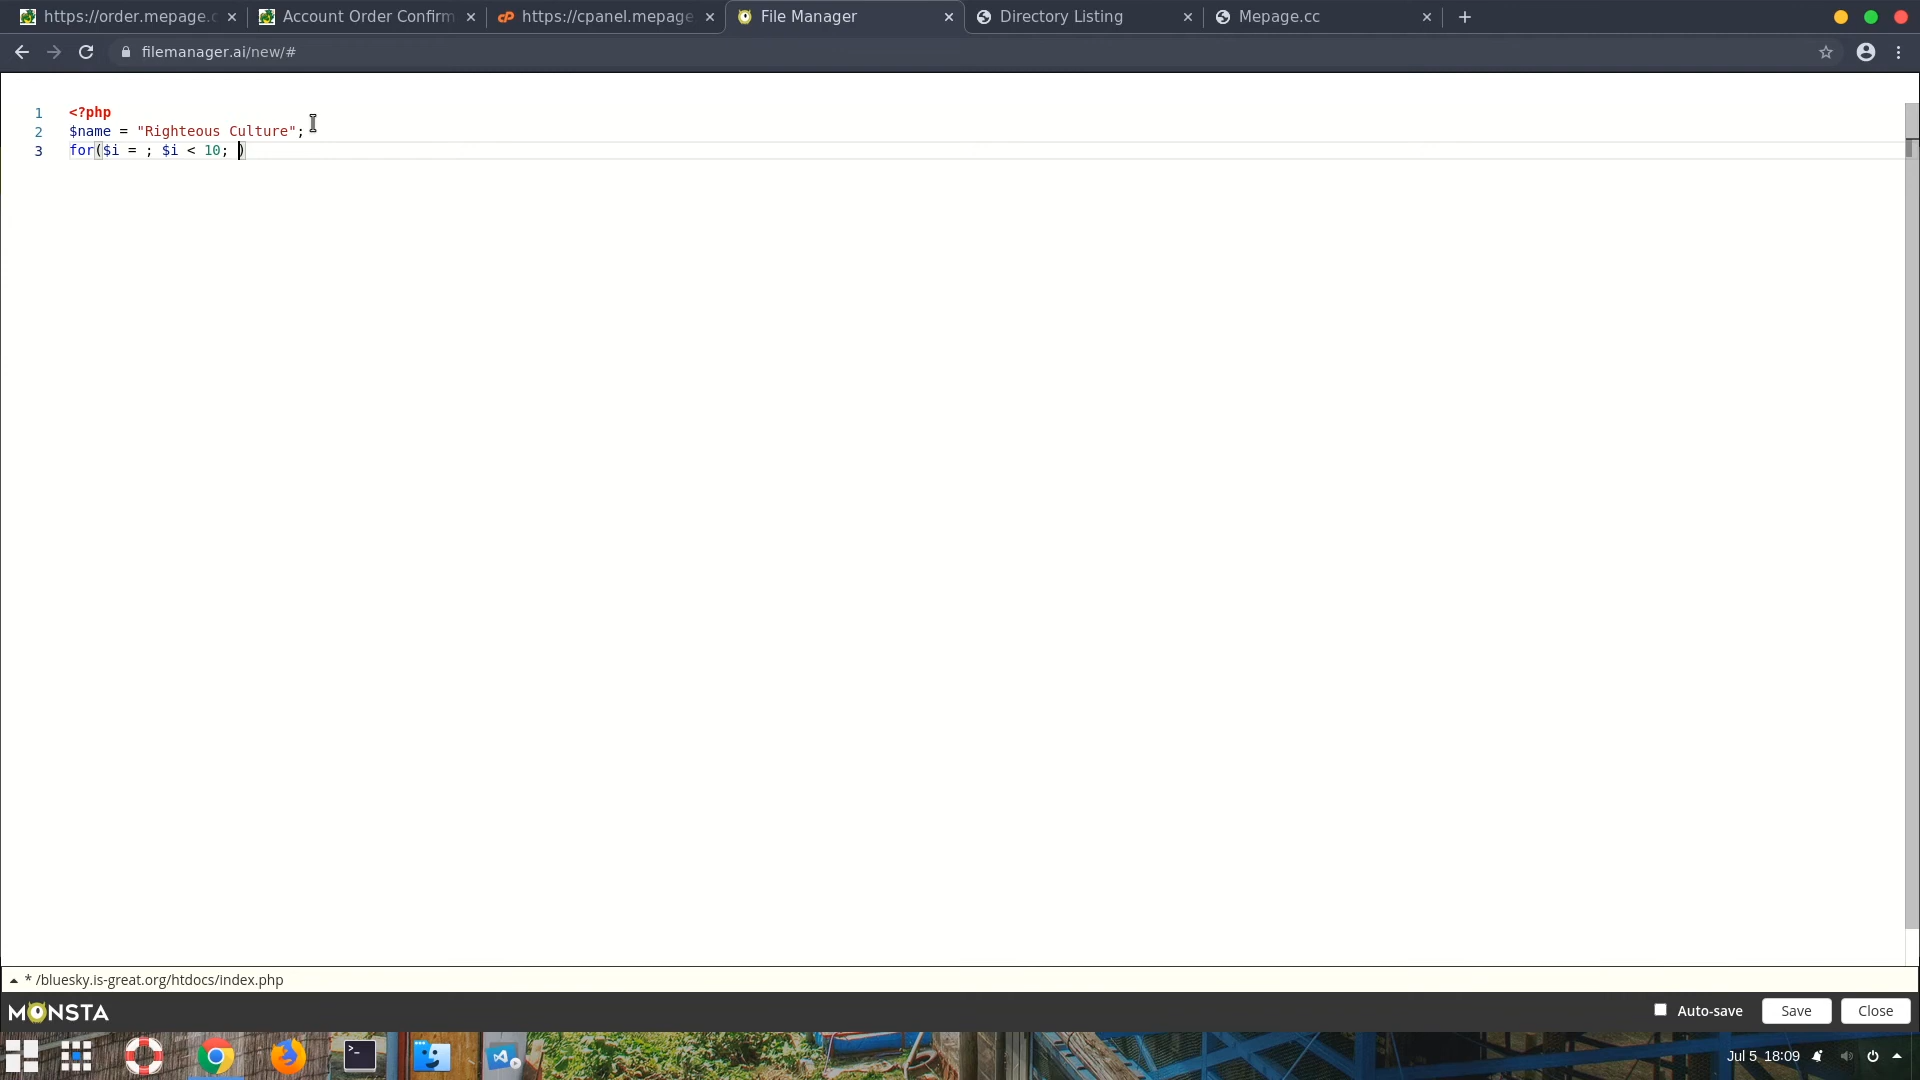 https://order.mepage.c
Account Order Confirm
https://cpanel.mepage
File Manager
Directory Listing
Mepage.cc
filemanager.ai/new/#
1 <?php
2 $name = "Righteous Culture";
3 for($i = ; $i < 10; )
* /bluesky.is-great.org/htdocs/index.php
MONSTA
Auto-save
Save
Close
Jul 5 18:09